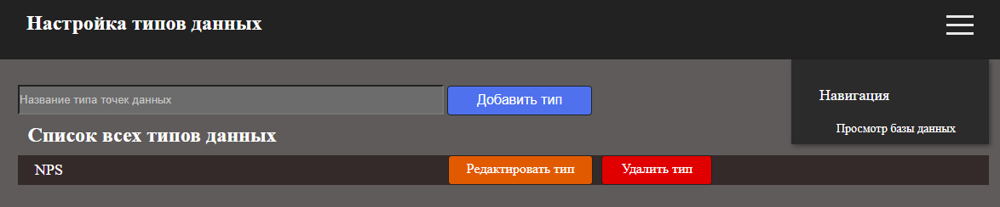 Настройка типов данных
Навигация
Просмотр базы данных
Название типа точек данных
Добавить тип
Список всех типов данных
NPS
Редактировать тип
Удалить тип